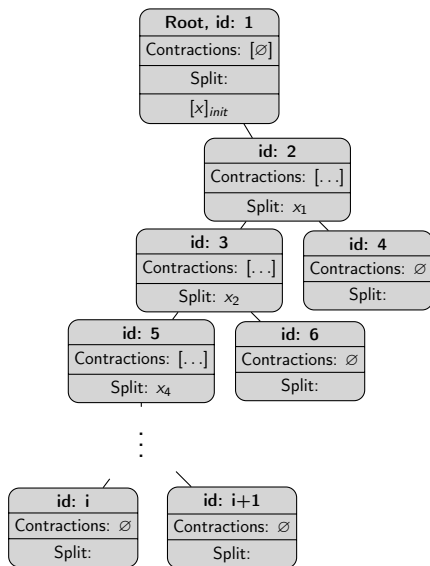 Root, id: 1
Contractions: [∅]
Split:
[x]init
id: 2
Contractions: [...]
Split: x1
id: 3
Contractions: [...]
Split: x2
id: 4
Contractions: ∅
Split:
id: 5
Contractions: [...]
Split: x4
id: 6
Contractions: ∅
Split:
⋮
id: i
Contractions: ∅
Split:
id: i+1
Contractions: ∅
Split: